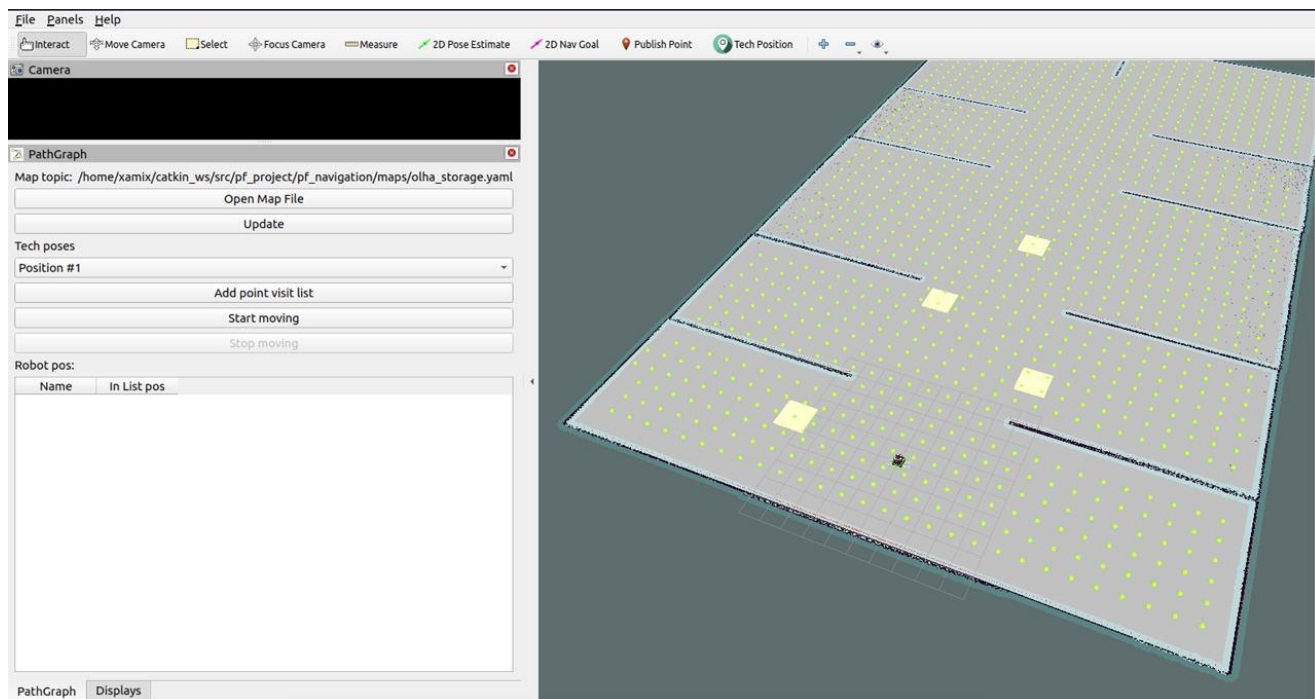 File Panels Help
Interact Move Camera Select Focus Camera Measure 2D Pose Estimate 2D Nav Goal Publish Point Tech Position
Camera
PathGraph
Map topic: /home/xamix/catkin_ws/src/pf_project/pf_navigation/maps/olha_storage.yaml
Open Map File
Update
Tech poses
Position #1
Add point visit list
Start moving
Stop moving
Robot pos:
Name In List pos
PathGraph Displays